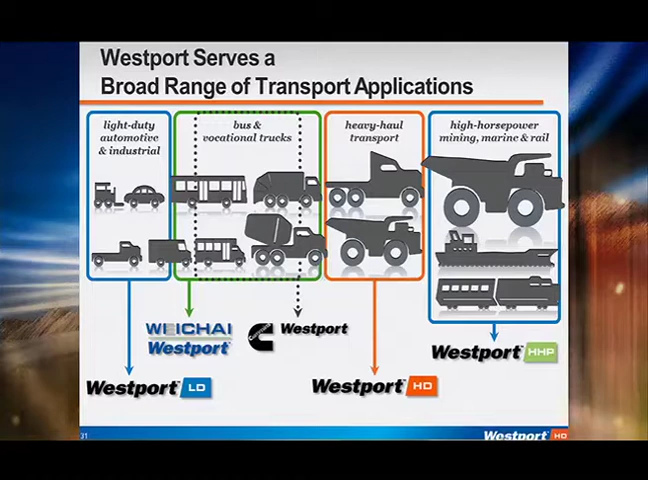 Westport Serves a
Broad Range of Transport Applications
light-duty
automotive
& industrial
bus &
vocational trucks
heavy-haul
transport
high-horsepower
mining, marine & rail
WEICHAI
Westport
Cummins
Westport
Westport LD
Westport HD
Westport HHP
31
Westport HD